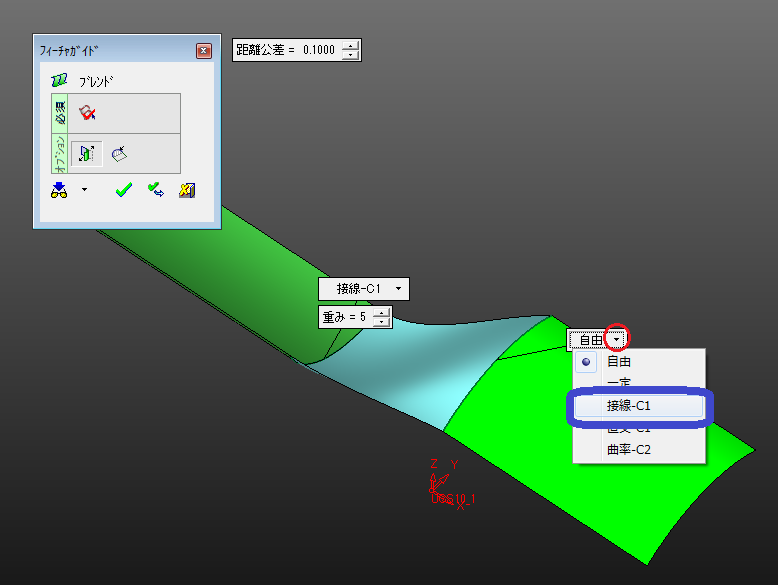 フィーチャガイド
距離公差 = 0.1000
ブレンド
必須
オプション
接線-C1
重み = 5
自由
自由
一定
接線-C1
直交-C1
曲率-C2
Z
Y
X